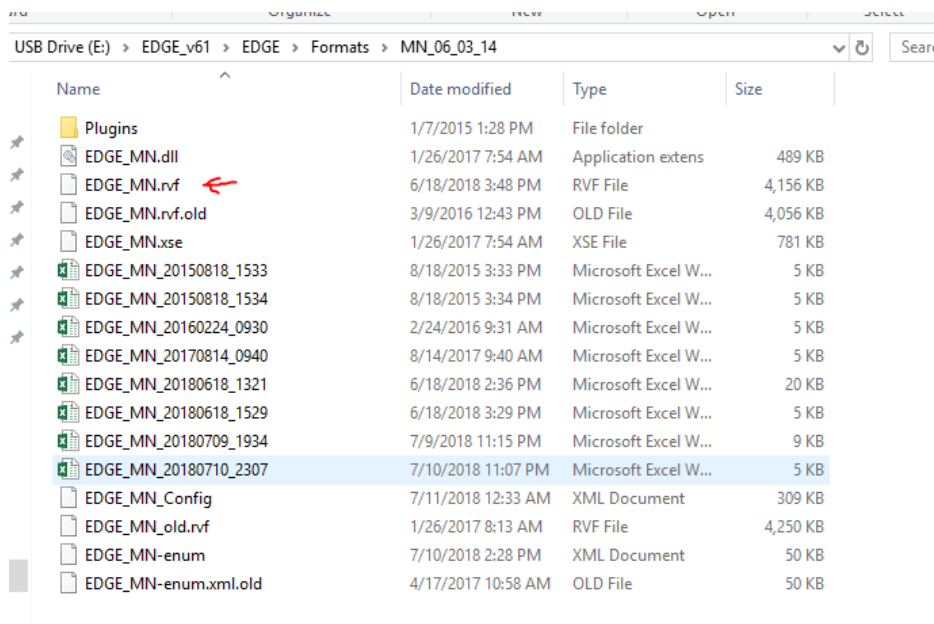 Organize New Open Select
USB Drive (E:) > EDGE_v61 > EDGE > Formats > MN_06_03_14
Name Date modified Type Size
Plugins 1/7/2015 1:28 PM File folder
EDGE_MN.dll 1/26/2017 7:54 AM Application extens 489 KB
EDGE_MN.rvf 6/18/2018 3:48 PM RVF File 4,156 KB
EDGE_MN.rvf.old 3/9/2016 12:43 PM OLD File 4,056 KB
EDGE_MN.xse 1/26/2017 7:54 AM XSE File 781 KB
EDGE_MN_20150818_1533 8/18/2015 3:33 PM Microsoft Excel W... 5 KB
EDGE_MN_20150818_1534 8/18/2015 3:34 PM Microsoft Excel W... 5 KB
EDGE_MN_20160224_0930 2/24/2016 9:31 AM Microsoft Excel W... 5 KB
EDGE_MN_20170814_0940 8/14/2017 9:40 AM Microsoft Excel W... 5 KB
EDGE_MN_20180618_1321 6/18/2018 2:36 PM Microsoft Excel W... 20 KB
EDGE_MN_20180618_1529 6/18/2018 3:29 PM Microsoft Excel W... 5 KB
EDGE_MN_20180709_1934 7/9/2018 11:15 PM Microsoft Excel W... 9 KB
EDGE_MN_20180710_2307 7/10/2018 11:07 PM Microsoft Excel W... 5 KB
EDGE_MN_Config 7/11/2018 12:33 AM XML Document 309 KB
EDGE_MN_old.rvf 1/26/2017 8:13 AM RVF File 4,250 KB
EDGE_MN-enum 7/10/2018 2:28 PM XML Document 50 KB
EDGE_MN-enum.xml.old 4/17/2017 10:58 AM OLD File 50 KB